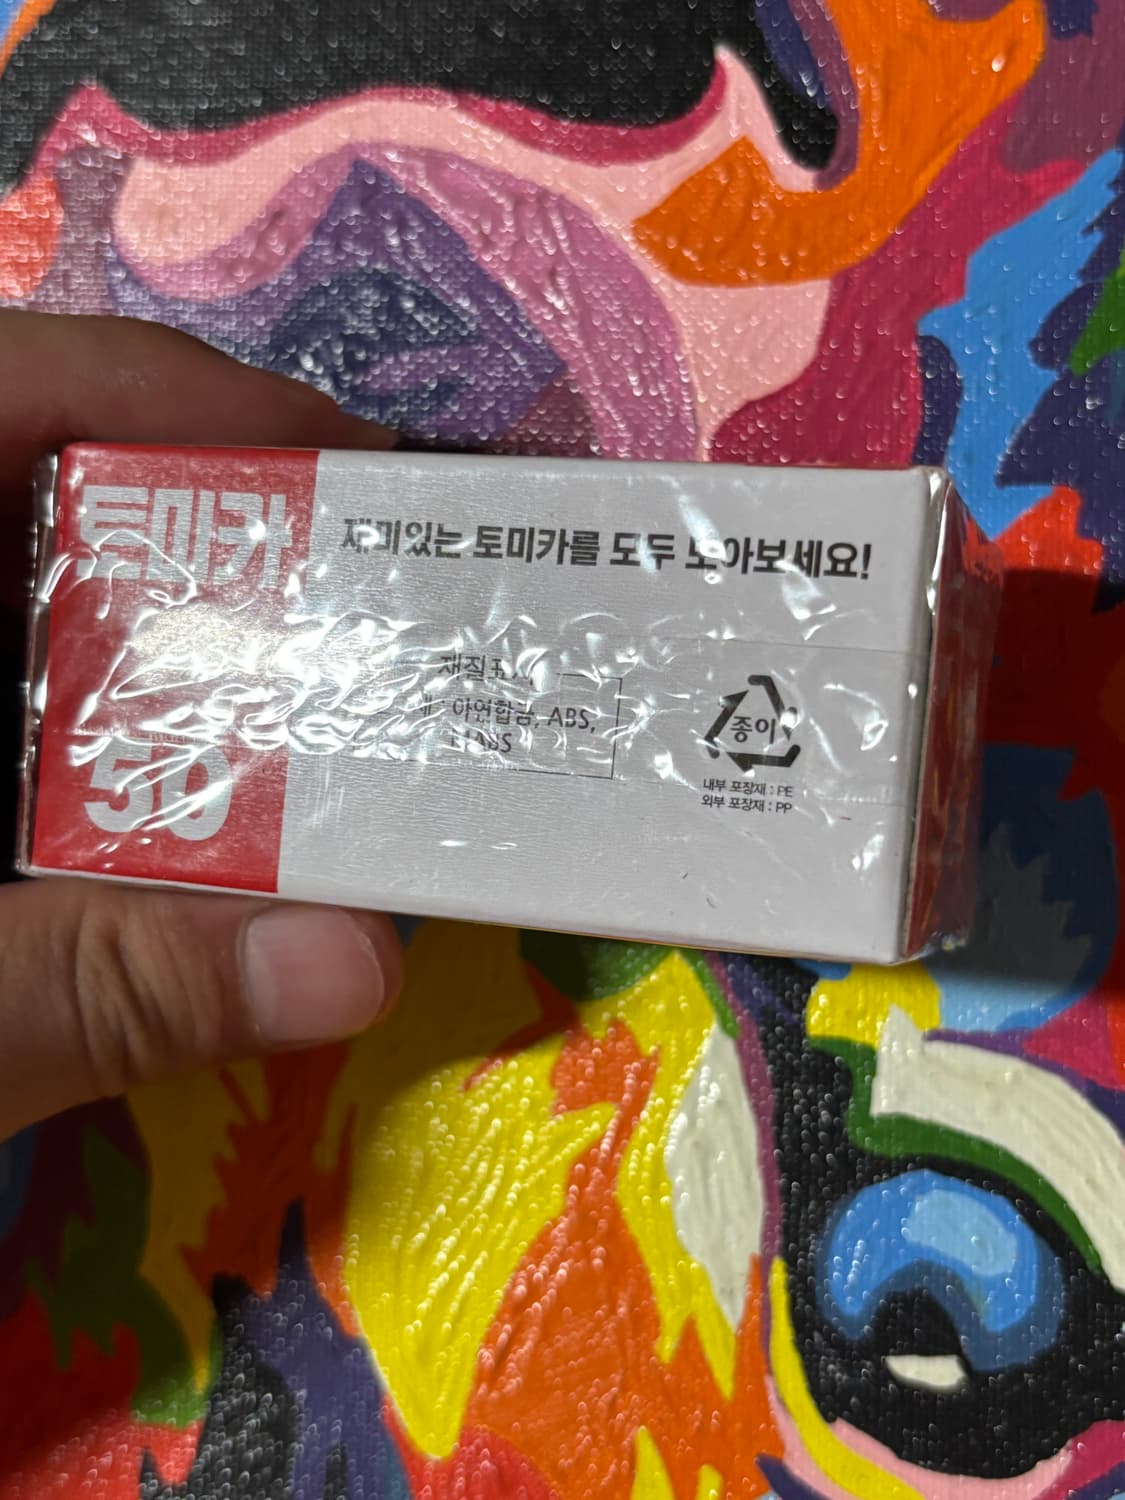 토미카
재미있는 토미카를 모두 모아보세요!
재질표시
아연합금, ABS,
50
종이
내부 포장재 : PE
외부 포장재 : PP